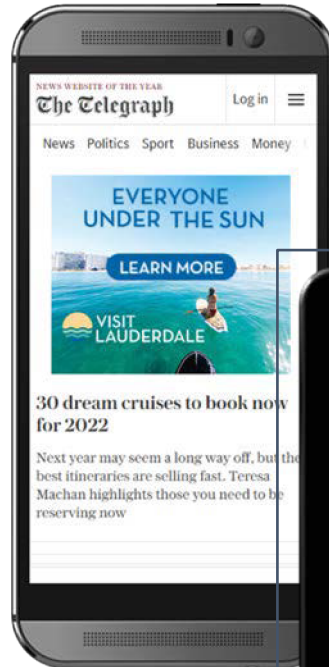 NEWS WEBSITE OF THE YEAR
The Telegraph
Log in
News Politics Sport Business Money
EVERYONE
UNDER THE SUN
LEARN MORE
VISIT
LAUDERDALE
30 dream cruises to book now
for 2022
Next year may seem a long way off, but the
best itineraries are selling fast. Teresa
Machan highlights those you need to be
reserving now